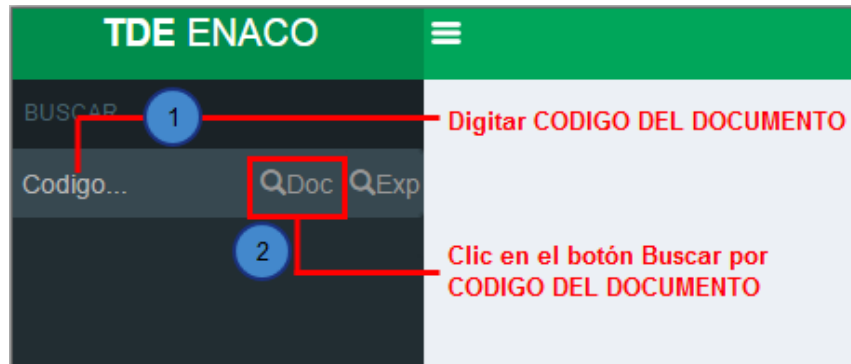 TDE ENACO
BUSCAR
1
Digitar CODIGO DEL DOCUMENTO
Codigo... Doc Exp
2
Clic en el botón Buscar por
CODIGO DEL DOCUMENTO